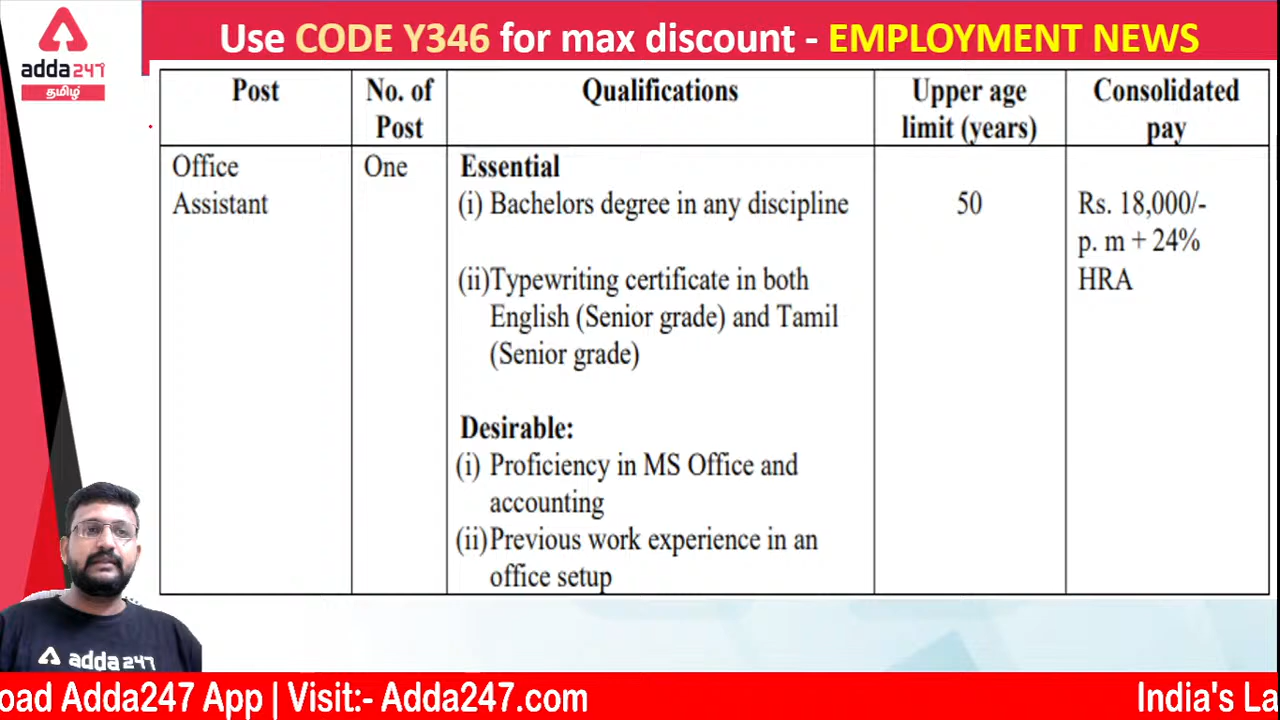 adda247
தமிழ்
Use CODE Y346 for max discount - EMPLOYMENT NEWS
Post
No. of
Post
Qualifications
Upper age
limit (years)
Consolidated
pay
Office
Assistant
One
Essential
(i) Bachelors degree in any discipline
(ii)Typewriting certificate in both
English (Senior grade) and Tamil
(Senior grade)
Desirable:
(i) Proficiency in MS Office and
accounting
(ii)Previous work experience in an
office setup
50
Rs. 18,000/-
p. m + 24%
HRA
adda247
oad Adda247 App | Visit:- Adda247.com
India's La